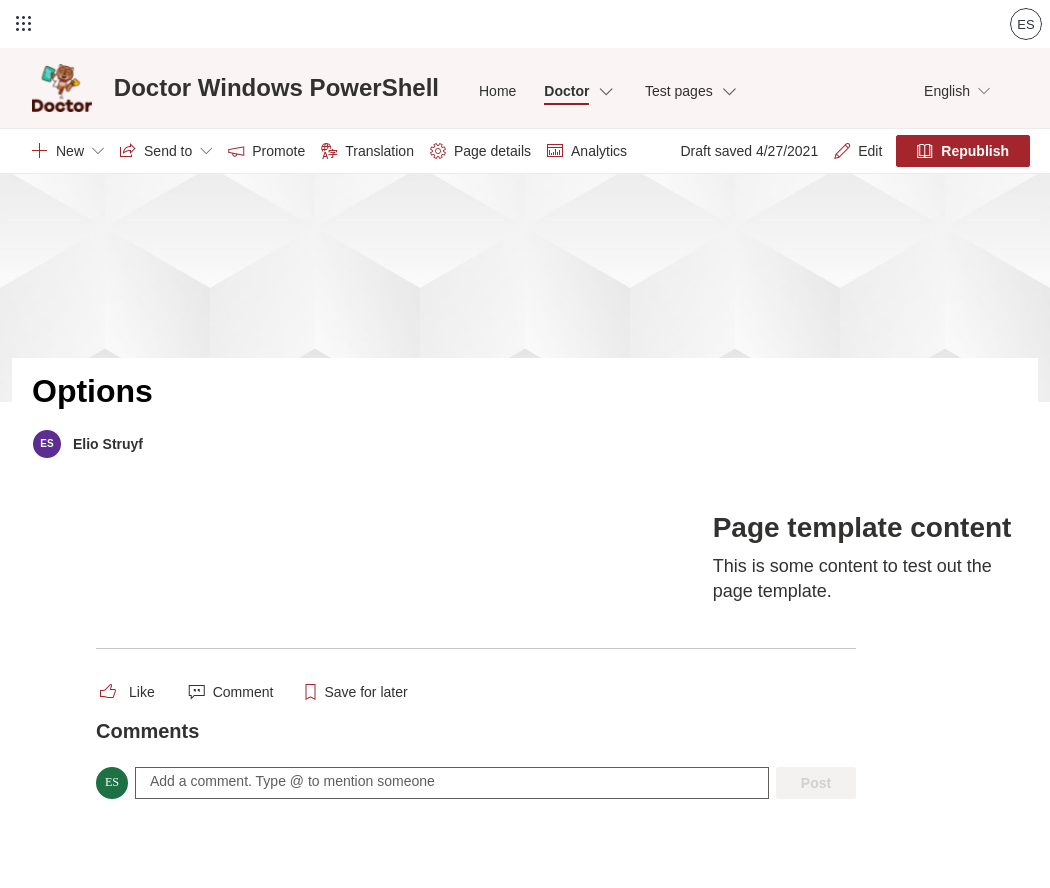 ES
Doctor
Doctor Windows PowerShell
Home Doctor Test pages English
New Send to Promote Translation Page details Analytics Draft saved 4/27/2021 Edit Republish
Options
ES Elio Struyf
Page template content
This is some content to test out the
page template.
Like Comment Save for later
Comments
ES Add a comment. Type @ to mention someone Post